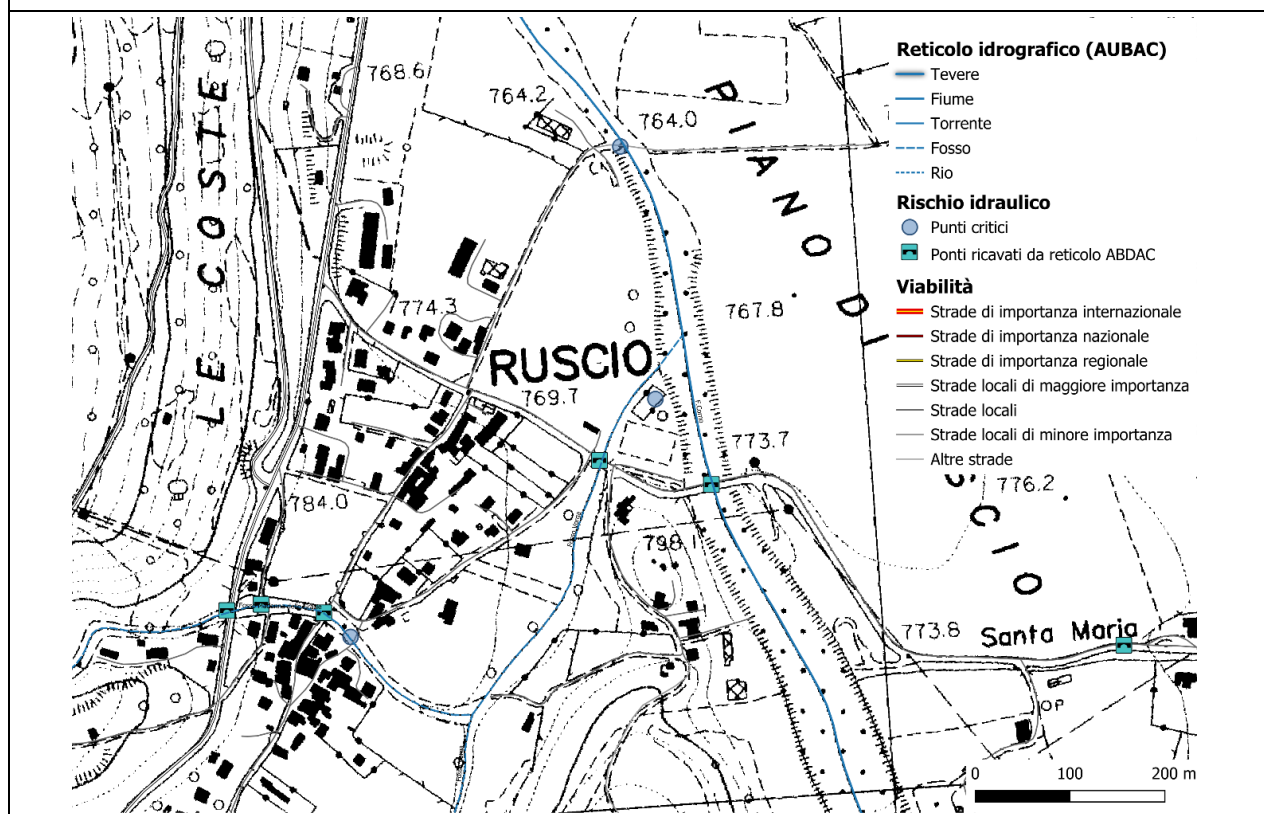 Reticolo idrografico (AUBAC)
Tevere
Fiume
Torrente
Fosso
Rio
Rischio idraulico
Punti critici
Ponti ricavati da reticolo ABDAC
Viabilità
Strade di importanza internazionale
Strade di importanza nazionale
Strade di importanza regionale
Strade locali di maggiore importanza
Strade locali
Strade locali di minore importanza
Altre strade
768.6
764.2
764.0
PIANO DI
LE COSTE
774.3
767.8
RUSCIO
769.7
773.7
776.2
SCIO
784.0
798.1
773.8
Santa Maria
0 100 200 m